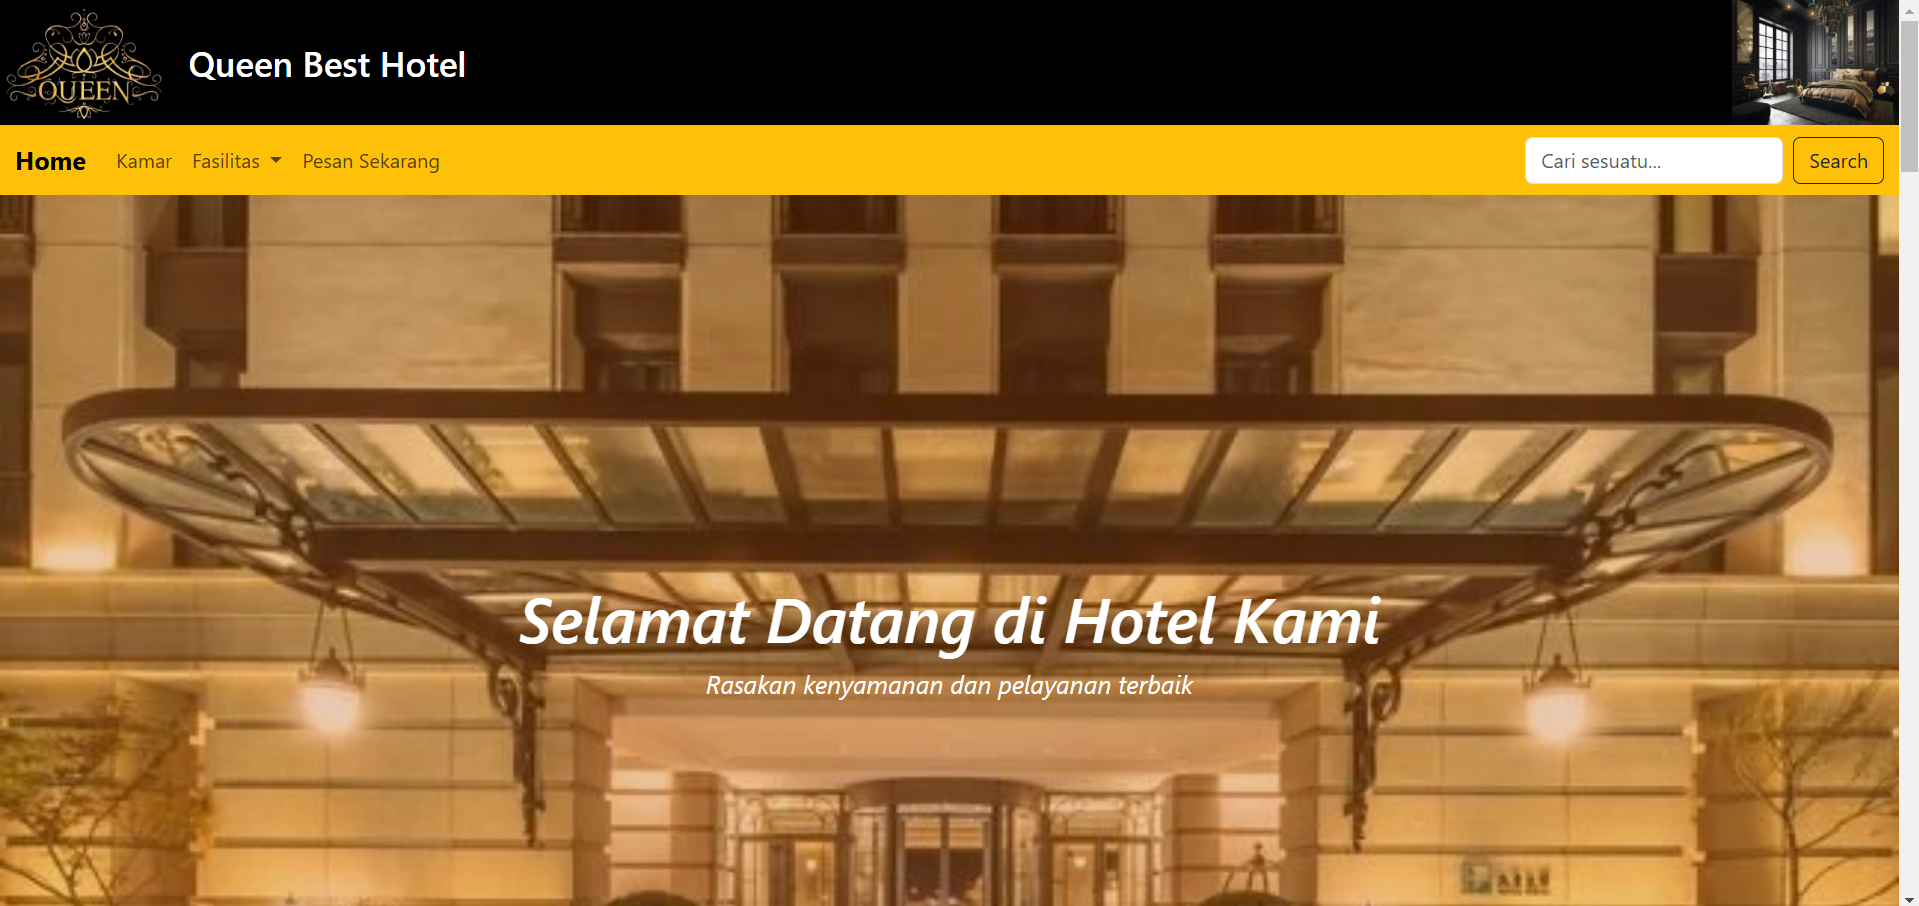 QUEEN
Queen Best Hotel
Home
Kamar
Fasilitas
Pesan Sekarang
Cari sesuatu...
Search
Selamat Datang di Hotel Kami
Rasakan kenyamanan dan pelayanan terbaik